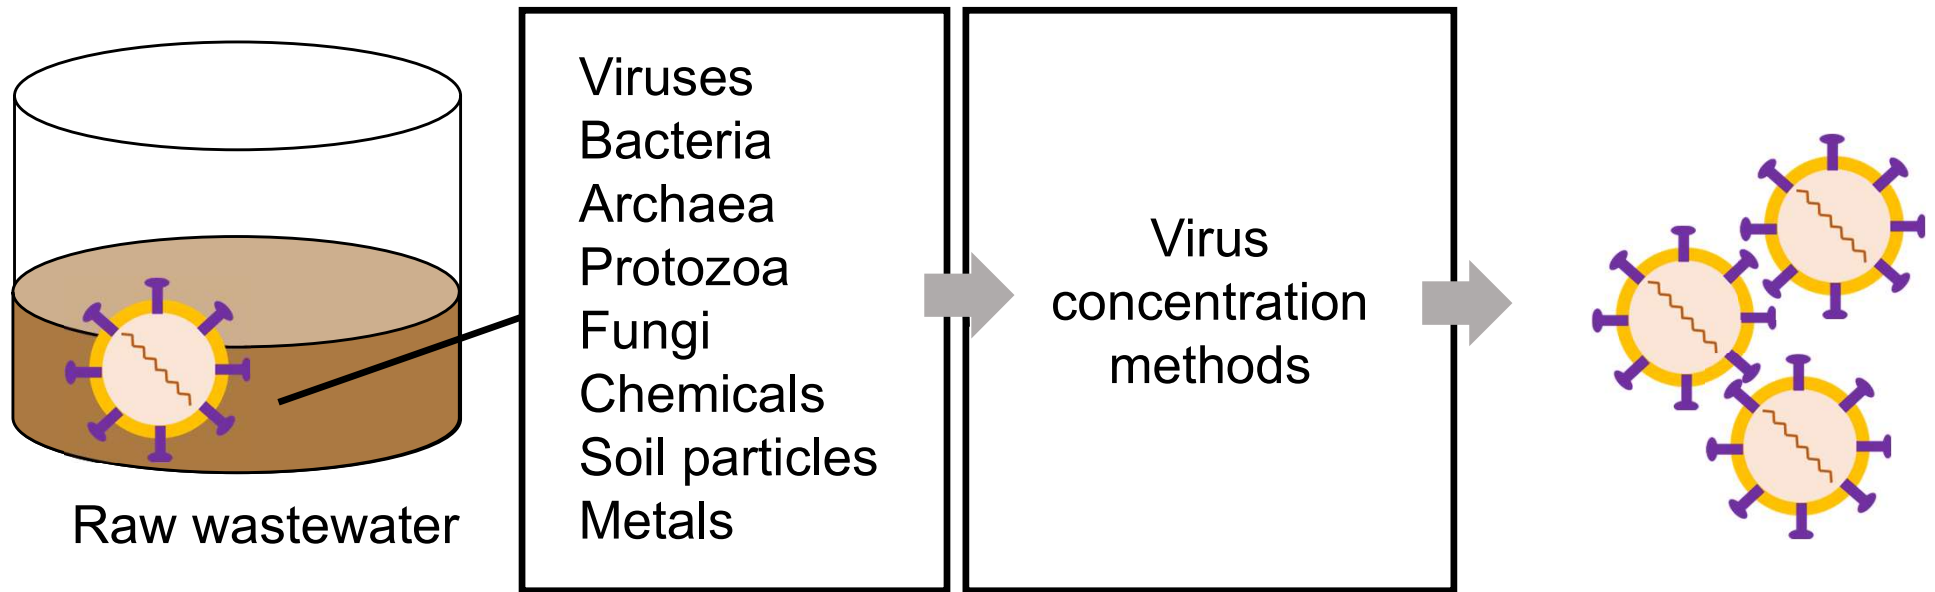 Raw wastewater
Viruses
Bacteria
Archaea
Protozoa
Fungi
Chemicals
Soil particles
Metals
Virus
concentration
methods